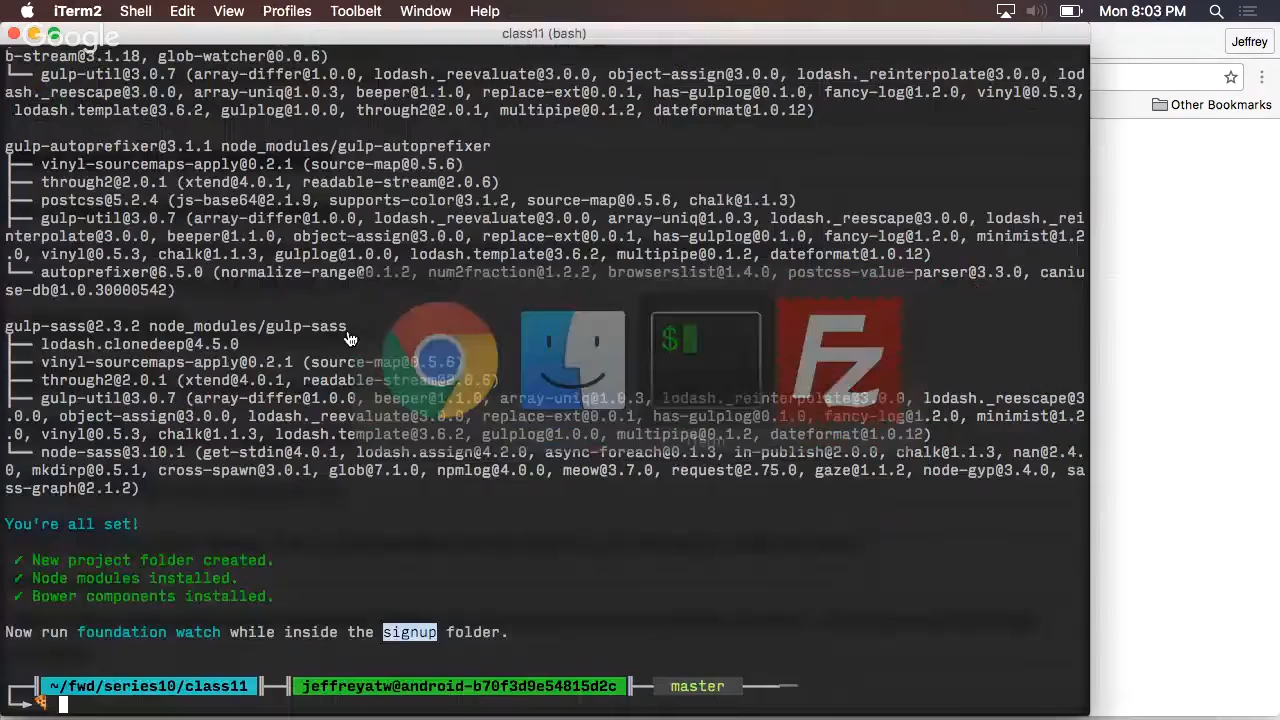 iTerm2 Shell Edit View Profiles Toolbelt Window Help Mon 8:03 PM
Google
class11 (bash)
Jeffrey
Other Bookmarks
b-stream@3.1.18, glob-watcher@0.0.6)
└── gulp-util@3.0.7 (array-differ@1.0.0, lodash._reevaluate@3.0.0, object-assign@3.0.0, lodash._reinterpolate@3.0.0, lod
ash._reescape@3.0.0, array-uniq@1.0.3, beeper@1.1.0, replace-ext@0.0.1, has-gulplog@0.1.0, fancy-log@1.2.0, vinyl@0.5.3,
lodash.template@3.6.2, gulplog@1.0.0, through2@2.0.1, multipipe@0.1.2, dateformat@1.0.12)
gulp-autoprefixer@3.1.1 node_modules/gulp-autoprefixer
├── vinyl-sourcemaps-apply@0.2.1 (source-map@0.5.6)
├── through2@2.0.1 (xtend@4.0.1, readable-stream@2.0.6)
├── postcss@5.2.4 (js-base64@2.1.9, supports-color@3.1.2, source-map@0.5.6, chalk@1.1.3)
├── gulp-util@3.0.7 (array-differ@1.0.0, lodash._reevaluate@3.0.0, array-uniq@1.0.3, lodash._reescape@3.0.0, lodash._rei
nterpolate@3.0.0, beeper@1.1.0, object-assign@3.0.0, replace-ext@0.0.1, has-gulplog@0.1.0, fancy-log@1.2.0, minimist@1.2
.0, vinyl@0.5.3, chalk@1.1.3, gulplog@1.0.0, lodash.template@3.6.2, multipipe@0.1.2, dateformat@1.0.12)
└── autoprefixer@6.5.0 (normalize-range@0.1.2, num2fraction@1.2.2, browserslist@1.4.0, postcss-value-parser@3.3.0, caniu
se-db@1.0.30000542)
gulp-sass@2.3.2 node_modules/gulp-sass
├── lodash.clonedeep@4.5.0
├── vinyl-sourcemaps-apply@0.2.1 (source-map@0.5.6)
├── through2@2.0.1 (xtend@4.0.1, readable-stream@2.0.6)
├── gulp-util@3.0.7 (array-differ@1.0.0, beeper@1.1.0, array-uniq@1.0.3, lodash._reinterpolate@3.0.0, lodash._reescape@3
.0.0, object-assign@3.0.0, lodash._reevaluate@3.0.0, replace-ext@0.0.1, has-gulplog@0.1.0, fancy-log@1.2.0, minimist@1.2
.0, vinyl@0.5.3, chalk@1.1.3, lodash.template@3.6.2, gulplog@1.0.0, multipipe@0.1.2, dateformat@1.0.12)
└── node-sass@3.10.1 (get-stdin@4.0.1, lodash.assign@4.2.0, async-foreach@0.1.3, in-publish@2.0.0, chalk@1.1.3, nan@2.4.
0, mkdirp@0.5.1, cross-spawn@3.0.1, glob@7.1.0, npmlog@4.0.0, meow@3.7.0, request@2.75.0, gaze@1.1.2, node-gyp@3.4.0, sa
ss-graph@2.1.2)
You're all set!
✓ New project folder created.
✓ Node modules installed.
✓ Bower components installed.
Now run foundation watch while inside the signup folder.
~/fwd/series10/class11 jeffreyatw@android-b70f3d9e54815d2c master
$
Fz